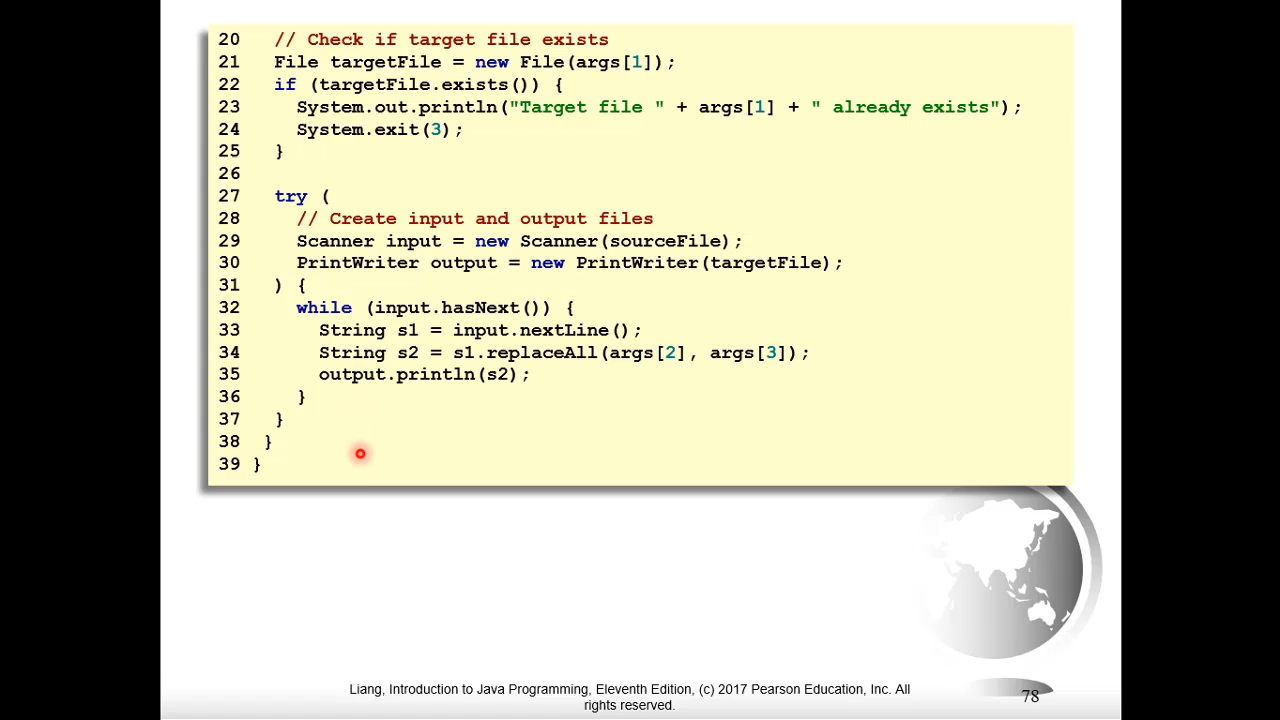 20   // Check if target file exists
21   File targetFile = new File(args[1]);
22   if (targetFile.exists()) {
23     System.out.println("Target file " + args[1] + " already exists");
24     System.exit(3);
25   }
26
27   try (
28     // Create input and output files
29     Scanner input = new Scanner(sourceFile);
30     PrintWriter output = new PrintWriter(targetFile);
31   ) {
32     while (input.hasNext()) {
33       String s1 = input.nextLine();
34       String s2 = s1.replaceAll(args[2], args[3]);
35       output.println(s2);
36     }
37   }
38  }
39 }
Liang, Introduction to Java Programming, Eleventh Edition, (c) 2017 Pearson Education, Inc. All
rights reserved.
78